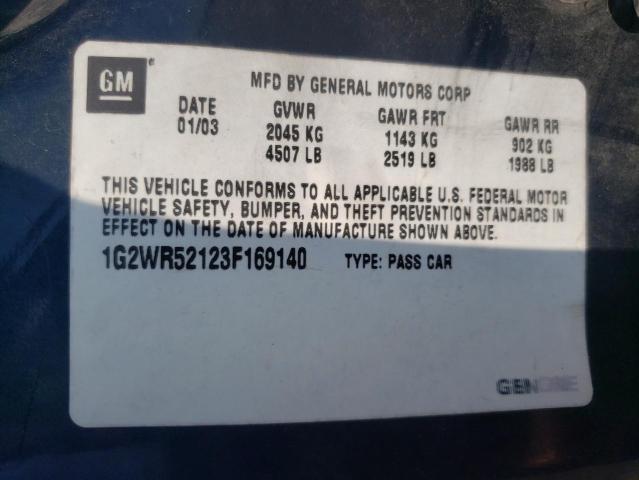 GM
MFD BY GENERAL MOTORS CORP
DATE GVWR GAWR FRT GAWR RR
01/03 2045 KG 1143 KG 902 KG
4507 LB 2519 LB 1988 LB
THIS VEHICLE CONFORMS TO ALL APPLICABLE U.S. FEDERAL MOTOR
VEHICLE SAFETY, BUMPER, AND THEFT PREVENTION STANDARDS IN
EFFECT ON THE DATE OF MANUFACTURE SHOWN ABOVE.
1G2WR52123F169140 TYPE: PASS CAR